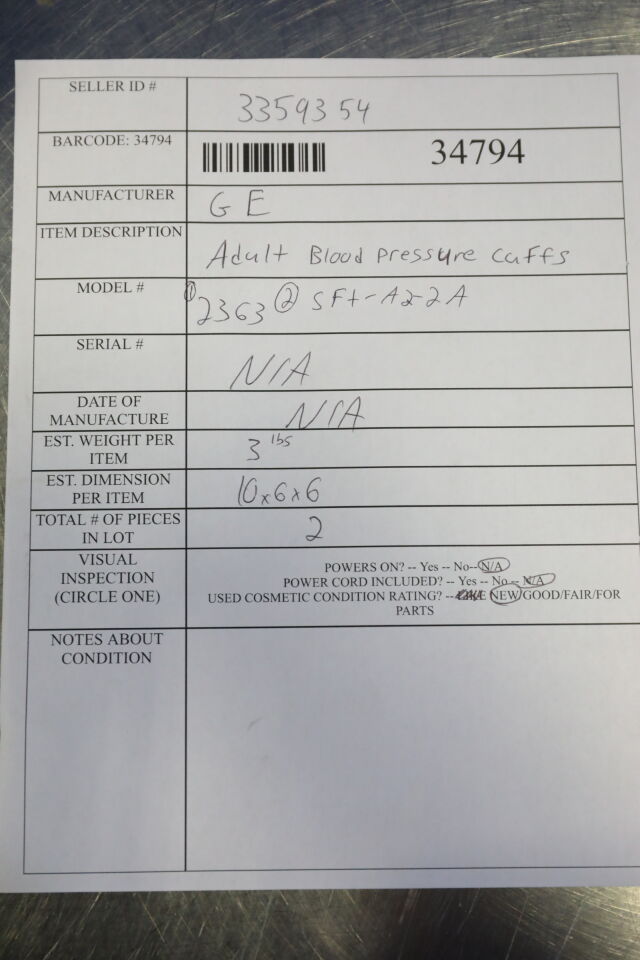 SELLER ID #
3359354
BARCODE: 34794
34794
MANUFACTURER
GE
ITEM DESCRIPTION
Adult Blood pressure cuffs
MODEL #
① 2363 ② SFt-A2-2A
SERIAL #
N/A
DATE OF
MANUFACTURE
N/A
EST. WEIGHT PER
ITEM
3 lbs
EST. DIMENSION
PER ITEM
10x6x6
TOTAL # OF PIECES
IN LOT
2
VISUAL
INSPECTION
(CIRCLE ONE)
POWERS ON? -- Yes -- No-- N/A
POWER CORD INCLUDED? -- Yes -- No -- N/A
USED COSMETIC CONDITION RATING? -- NEW/GOOD/FAIR/FOR
PARTS
NOTES ABOUT
CONDITION